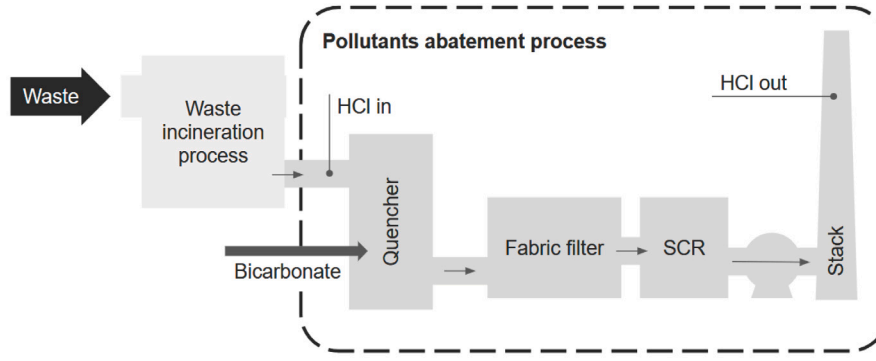 Pollutants abatement process
Waste
Waste
incineration
process
HCl in
HCl out
Bicarbonate
Quencher
Fabric filter
SCR
Stack